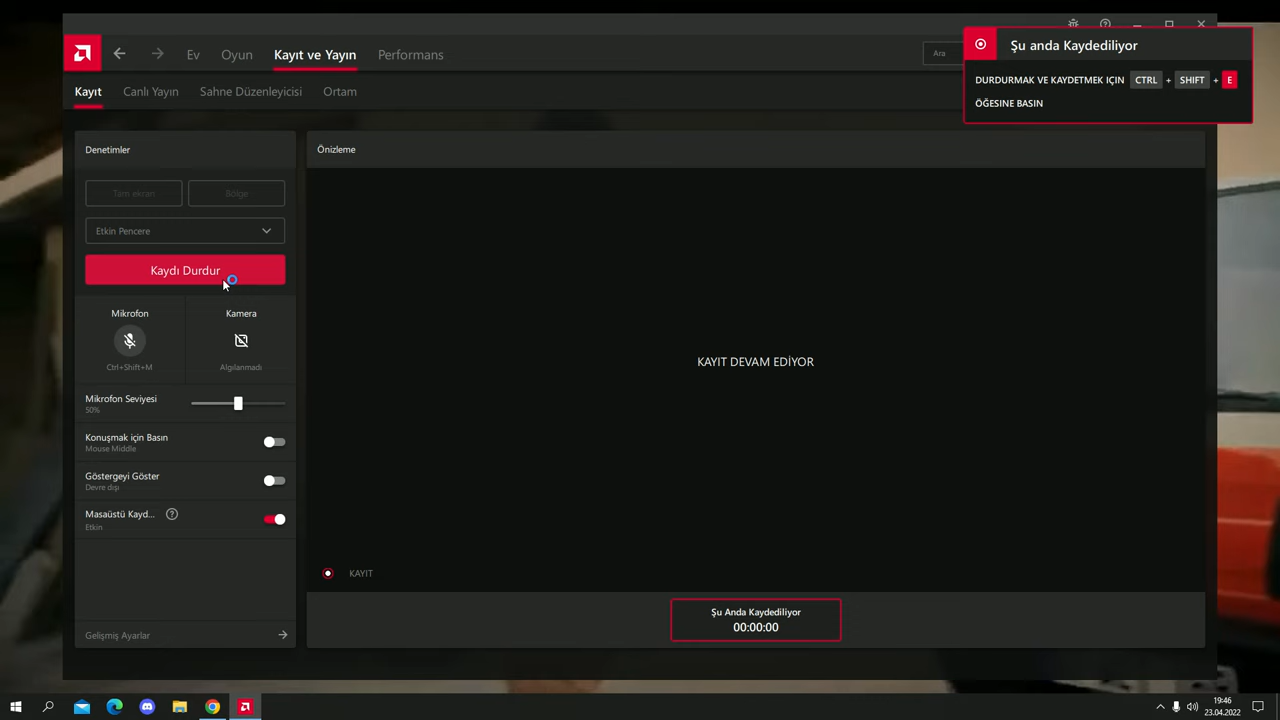 Ev
Oyun
Kayıt ve Yayın
Performans
Ara
Kayıt
Canlı Yayın
Sahne Düzenleyicisi
Ortam
Şu anda Kaydediliyor
DURDURMAK VE KAYDETMEK IÇIN CTRL + SHIFT + E
ÖĞESINE BASIN
Denetimler
Tüm ekran
Bölge
Etkin Pencere
Kaydı Durdur
Mikrofon
Ctrl+Shift+M
Kamera
Algılanmadı
Mikrofon Seviyesi
50%
Konuşmak için Basın
Mouse Middle
Göstergeyi Göster
Devre dışı
Masaüstü Kayd...
Etkin
Gelişmiş Ayarlar
Önizleme
KAYIT DEVAM EDİYOR
KAYIT
Şu Anda Kaydediliyor
00:00:00
19:46
23.04.2022